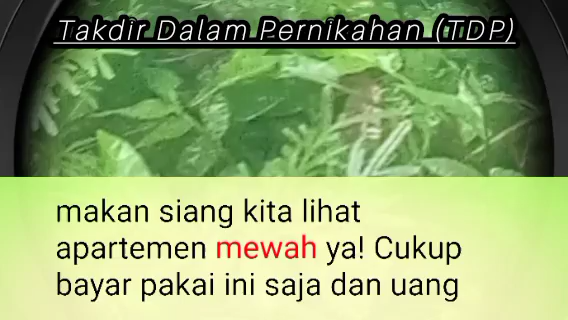 Takdir Dalam Pernikahan (TDP)
makan siang kita lihat
apartemen mewah ya! Cukup
bayar pakai ini saja dan uang